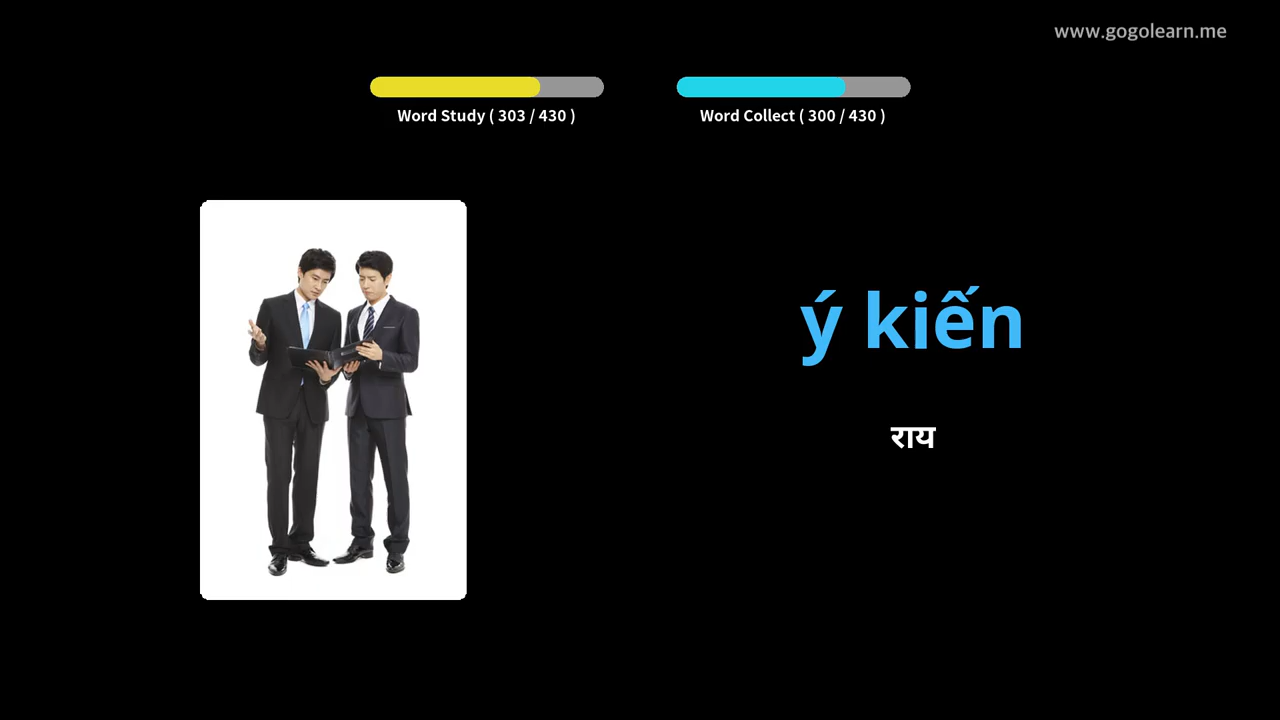 www.gogolearn.me
Word Study ( 303 / 430 )
Word Collect ( 300 / 430 )
ý kiến
राय